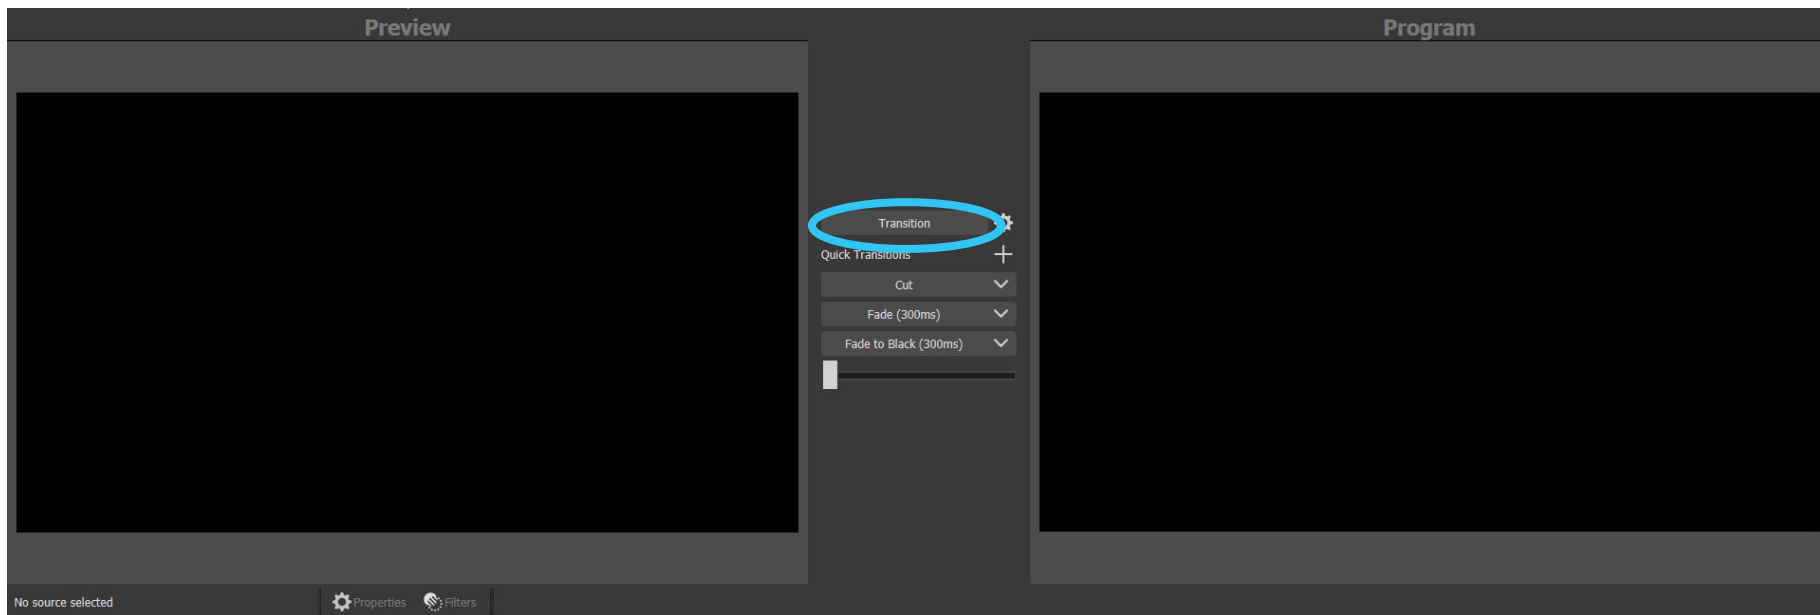 Preview
Program
Transition
Quick Transitions
Cut
Fade (300ms)
Fade to Black (300ms)
No source selected
Properties
Filters